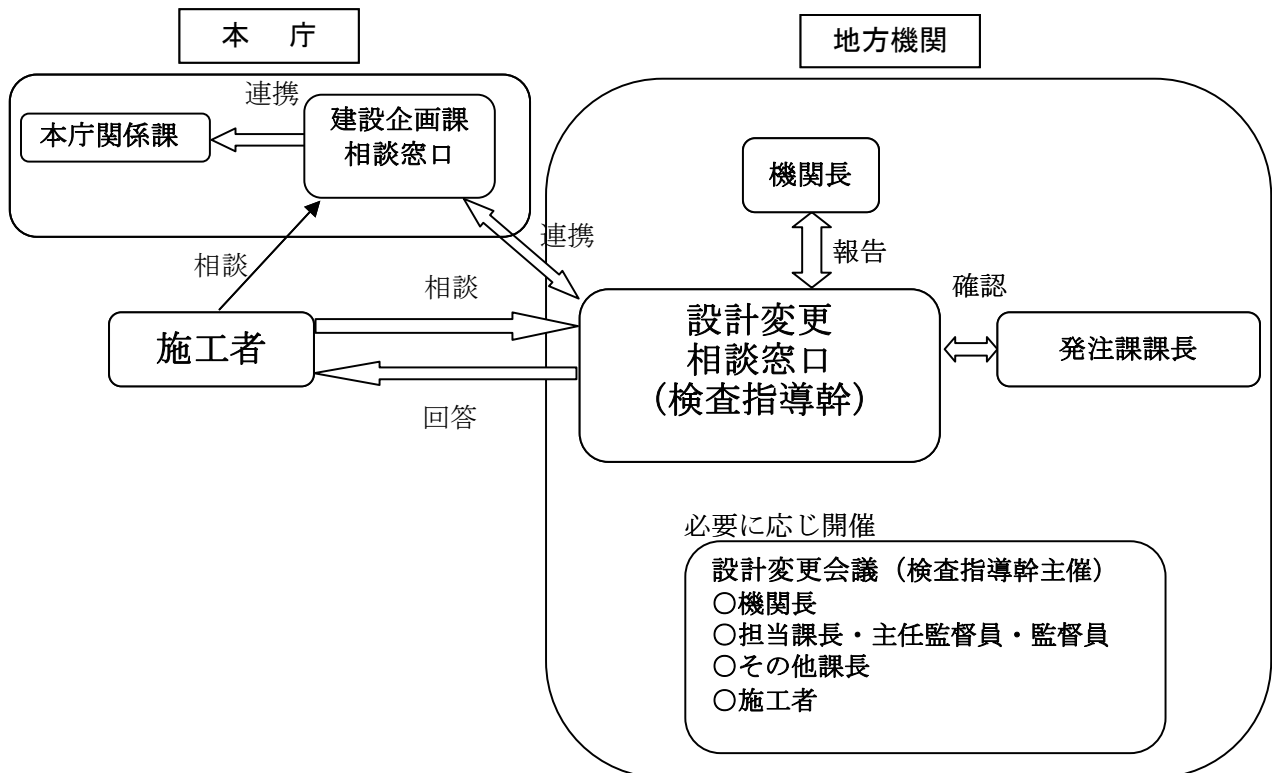 本　庁
地方機関
連携
本庁関係課
建設企画課
相談窓口
機関長
連携
報告
相談
相談
確認
施工者
設計変更
相談窓口
（検査指導幹）
発注課課長
回答
必要に応じ開催
設計変更会議（検査指導幹主催）
○機関長
○担当課長・主任監督員・監督員
○その他課長
○施工者